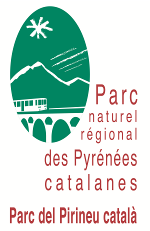 Parc
naturel
régional
des Pyrénées
catalanes
Parc del Pirineu català